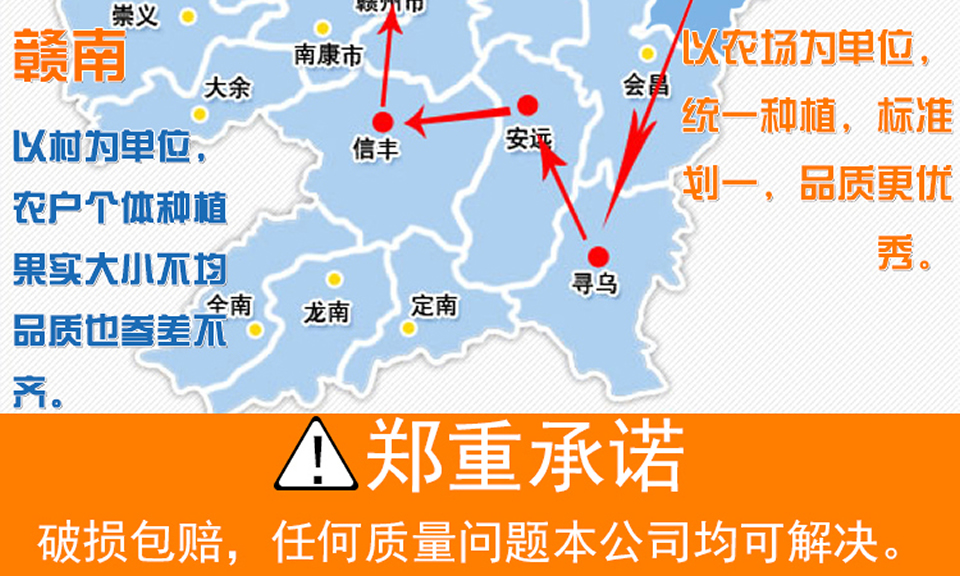 崇义
赣州市
南康市
赣南
大余
会昌
信丰
安远
寻乌
全南
龙南
定南
以村为单位，
农户个体种植
果实大小不均
品质也参差不
齐。
以农场为单位，
统一种植，标准
划一，品质更优
秀。
郑重承诺
破损包赔，任何质量问题本公司均可解决。